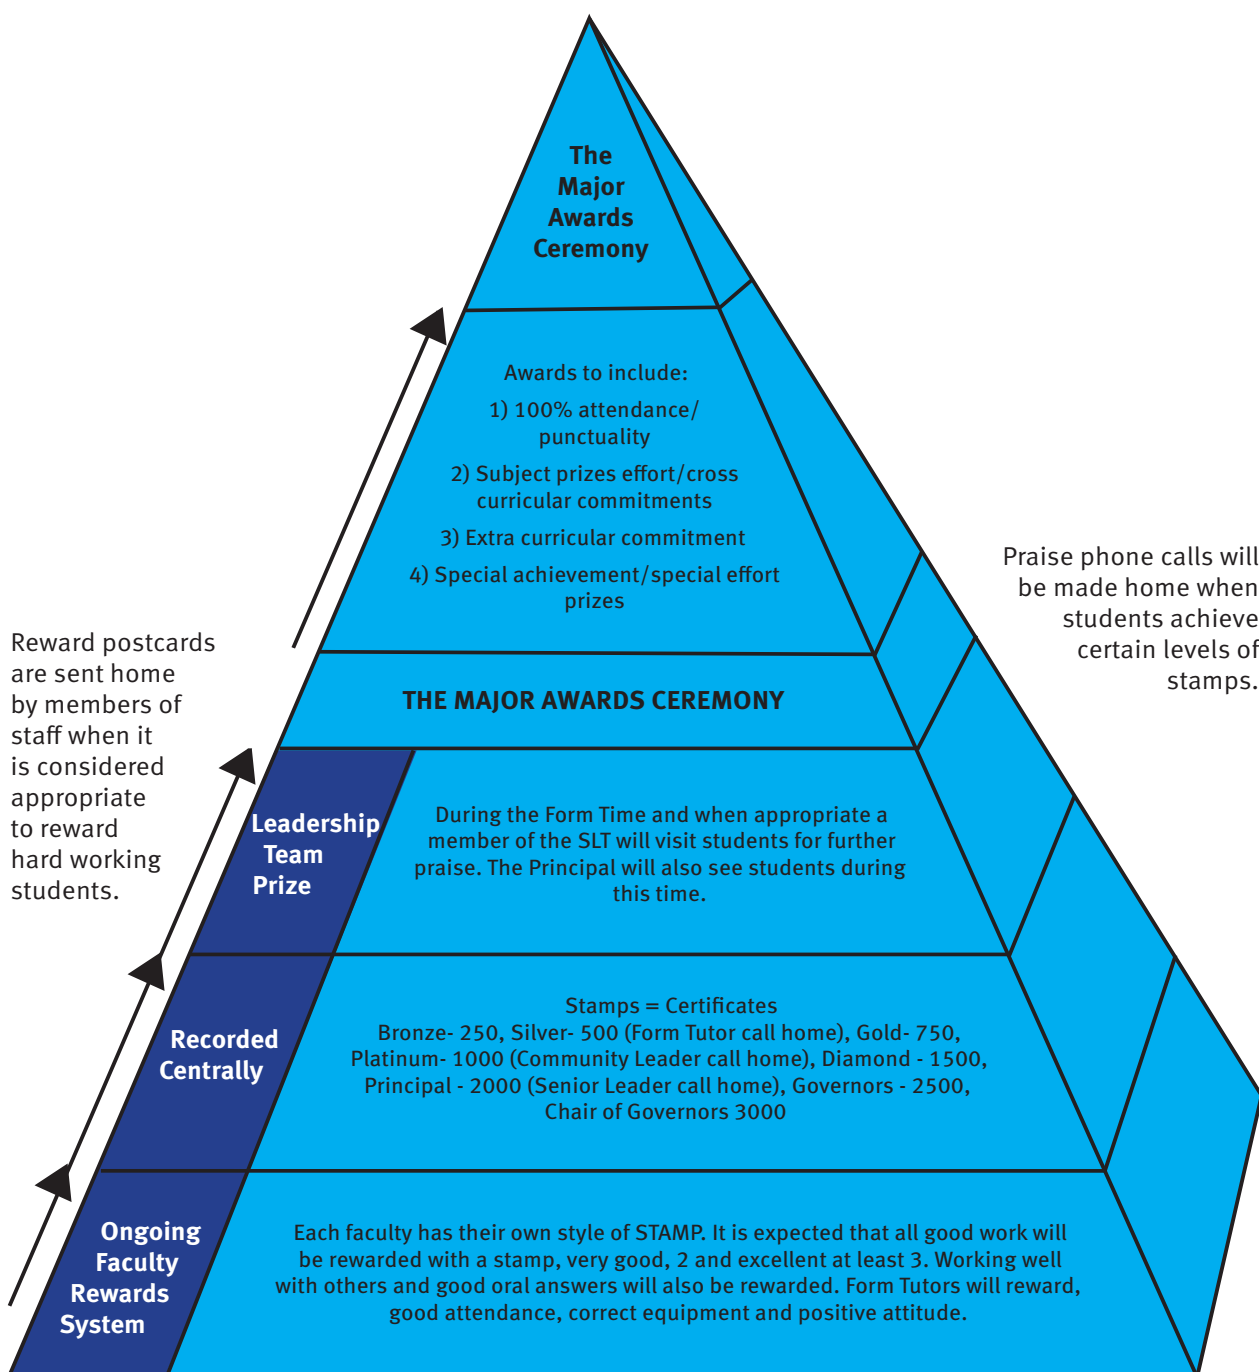 The
Major
Awards
Ceremony
Awards to include:
1) 100% attendance/
punctuality
2) Subject prizes effort/cross
curricular commitments
3) Extra curricular commitment
4) Special achievement/special effort
prizes
Praise phone calls will
be made home when
students achieve
certain levels of
stamps.
Reward postcards
are sent home
by members of
staff when it
is considered
appropriate
to reward
hard working
students.
THE MAJOR AWARDS CEREMONY
Leadership
Team
Prize
During the Form Time and when appropriate a
member of the SLT will visit students for further
praise. The Principal will also see students during
this time.
Recorded
Centrally
Stamps = Certificates
Bronze- 250, Silver- 500 (Form Tutor call home), Gold- 750,
Platinum- 1000 (Community Leader call home), Diamond - 1500,
Principal - 2000 (Senior Leader call home), Governors - 2500,
Chair of Governors 3000
Ongoing
Faculty
Rewards
System
Each faculty has their own style of STAMP. It is expected that all good work will
be rewarded with a stamp, very good, 2 and excellent at least 3. Working well
with others and good oral answers will also be rewarded. Form Tutors will reward,
good attendance, correct equipment and positive attitude.